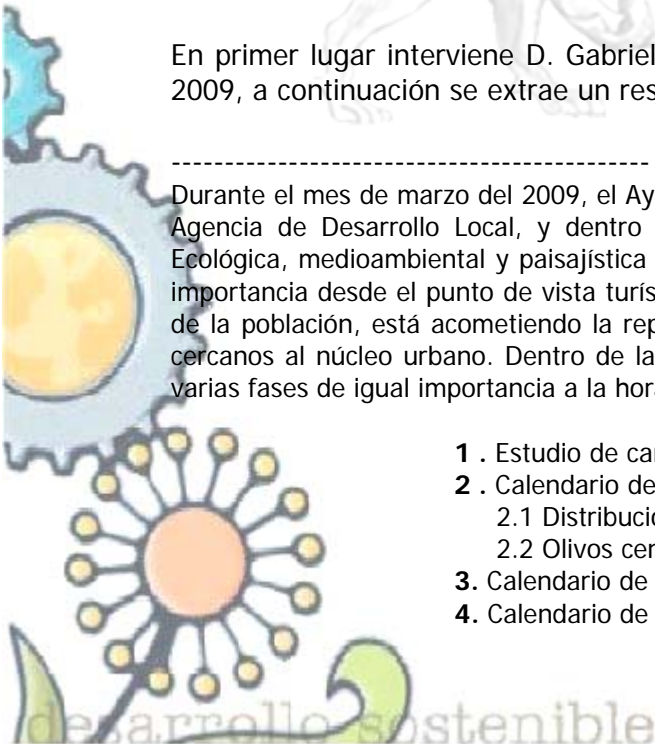 En primer lugar interviene D. Gabriel
2009, a continuación se extrae un res
---------------------------------------------
Durante el mes de marzo del 2009, el Ay
Agencia de Desarrollo Local, y dentro
Ecológica, medioambiental y paisajística
importancia desde el punto de vista turís
de la población, está acometiendo la rep
cercanos al núcleo urbano. Dentro de la
varias fases de igual importancia a la hora
1 . Estudio de car
2 . Calendario de
2.1 Distribució
2.2 Olivos cer
3. Calendario de
4. Calendario de
desarrollo sostenible